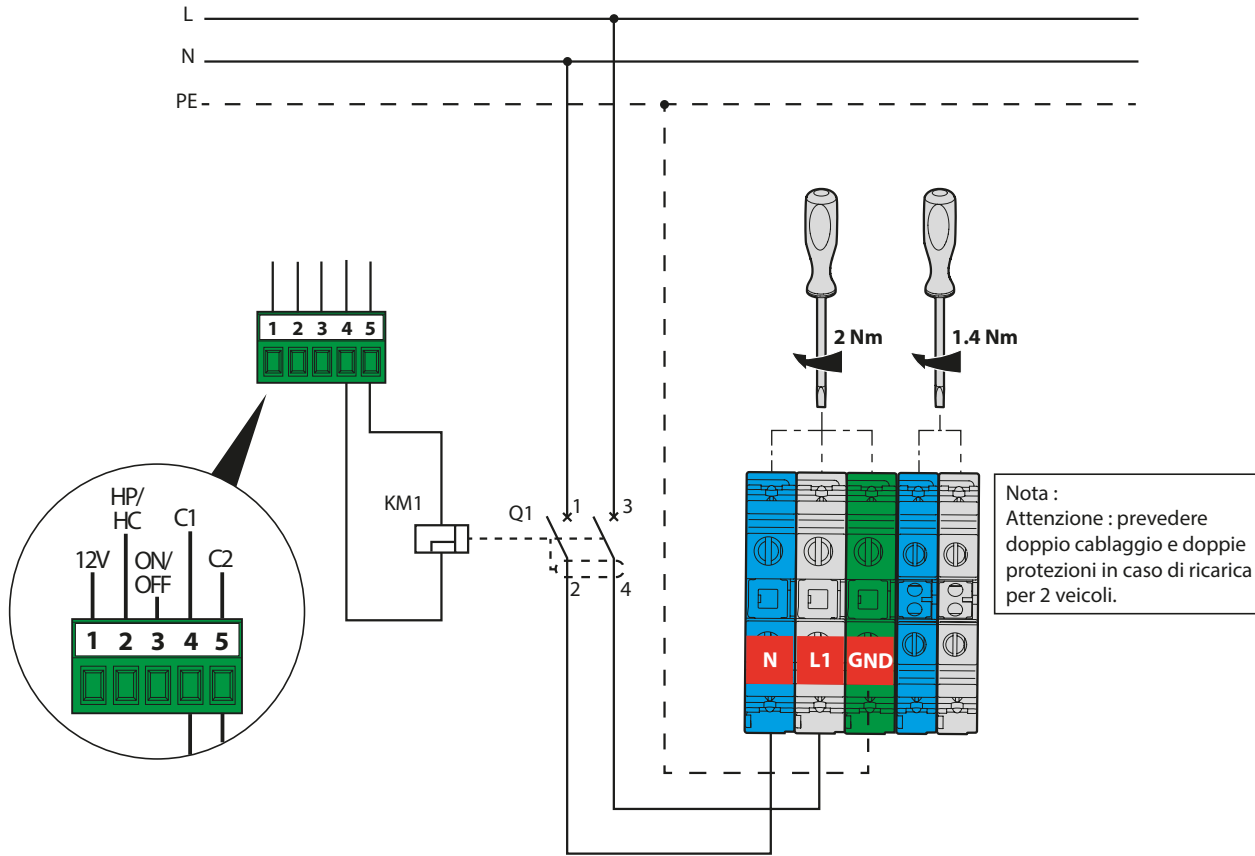 L
N
PE
2 Nm
1.4 Nm
1 2 3 4 5
KM1
Q1
1
3
2
4
HP/
HC
C1
12V
ON/
OFF
C2
1 2 3 4 5
N
L1
GND
Nota :
Attenzione : prevedere
doppio cablaggio e doppie
protezioni in caso di ricarica
per 2 veicoli.